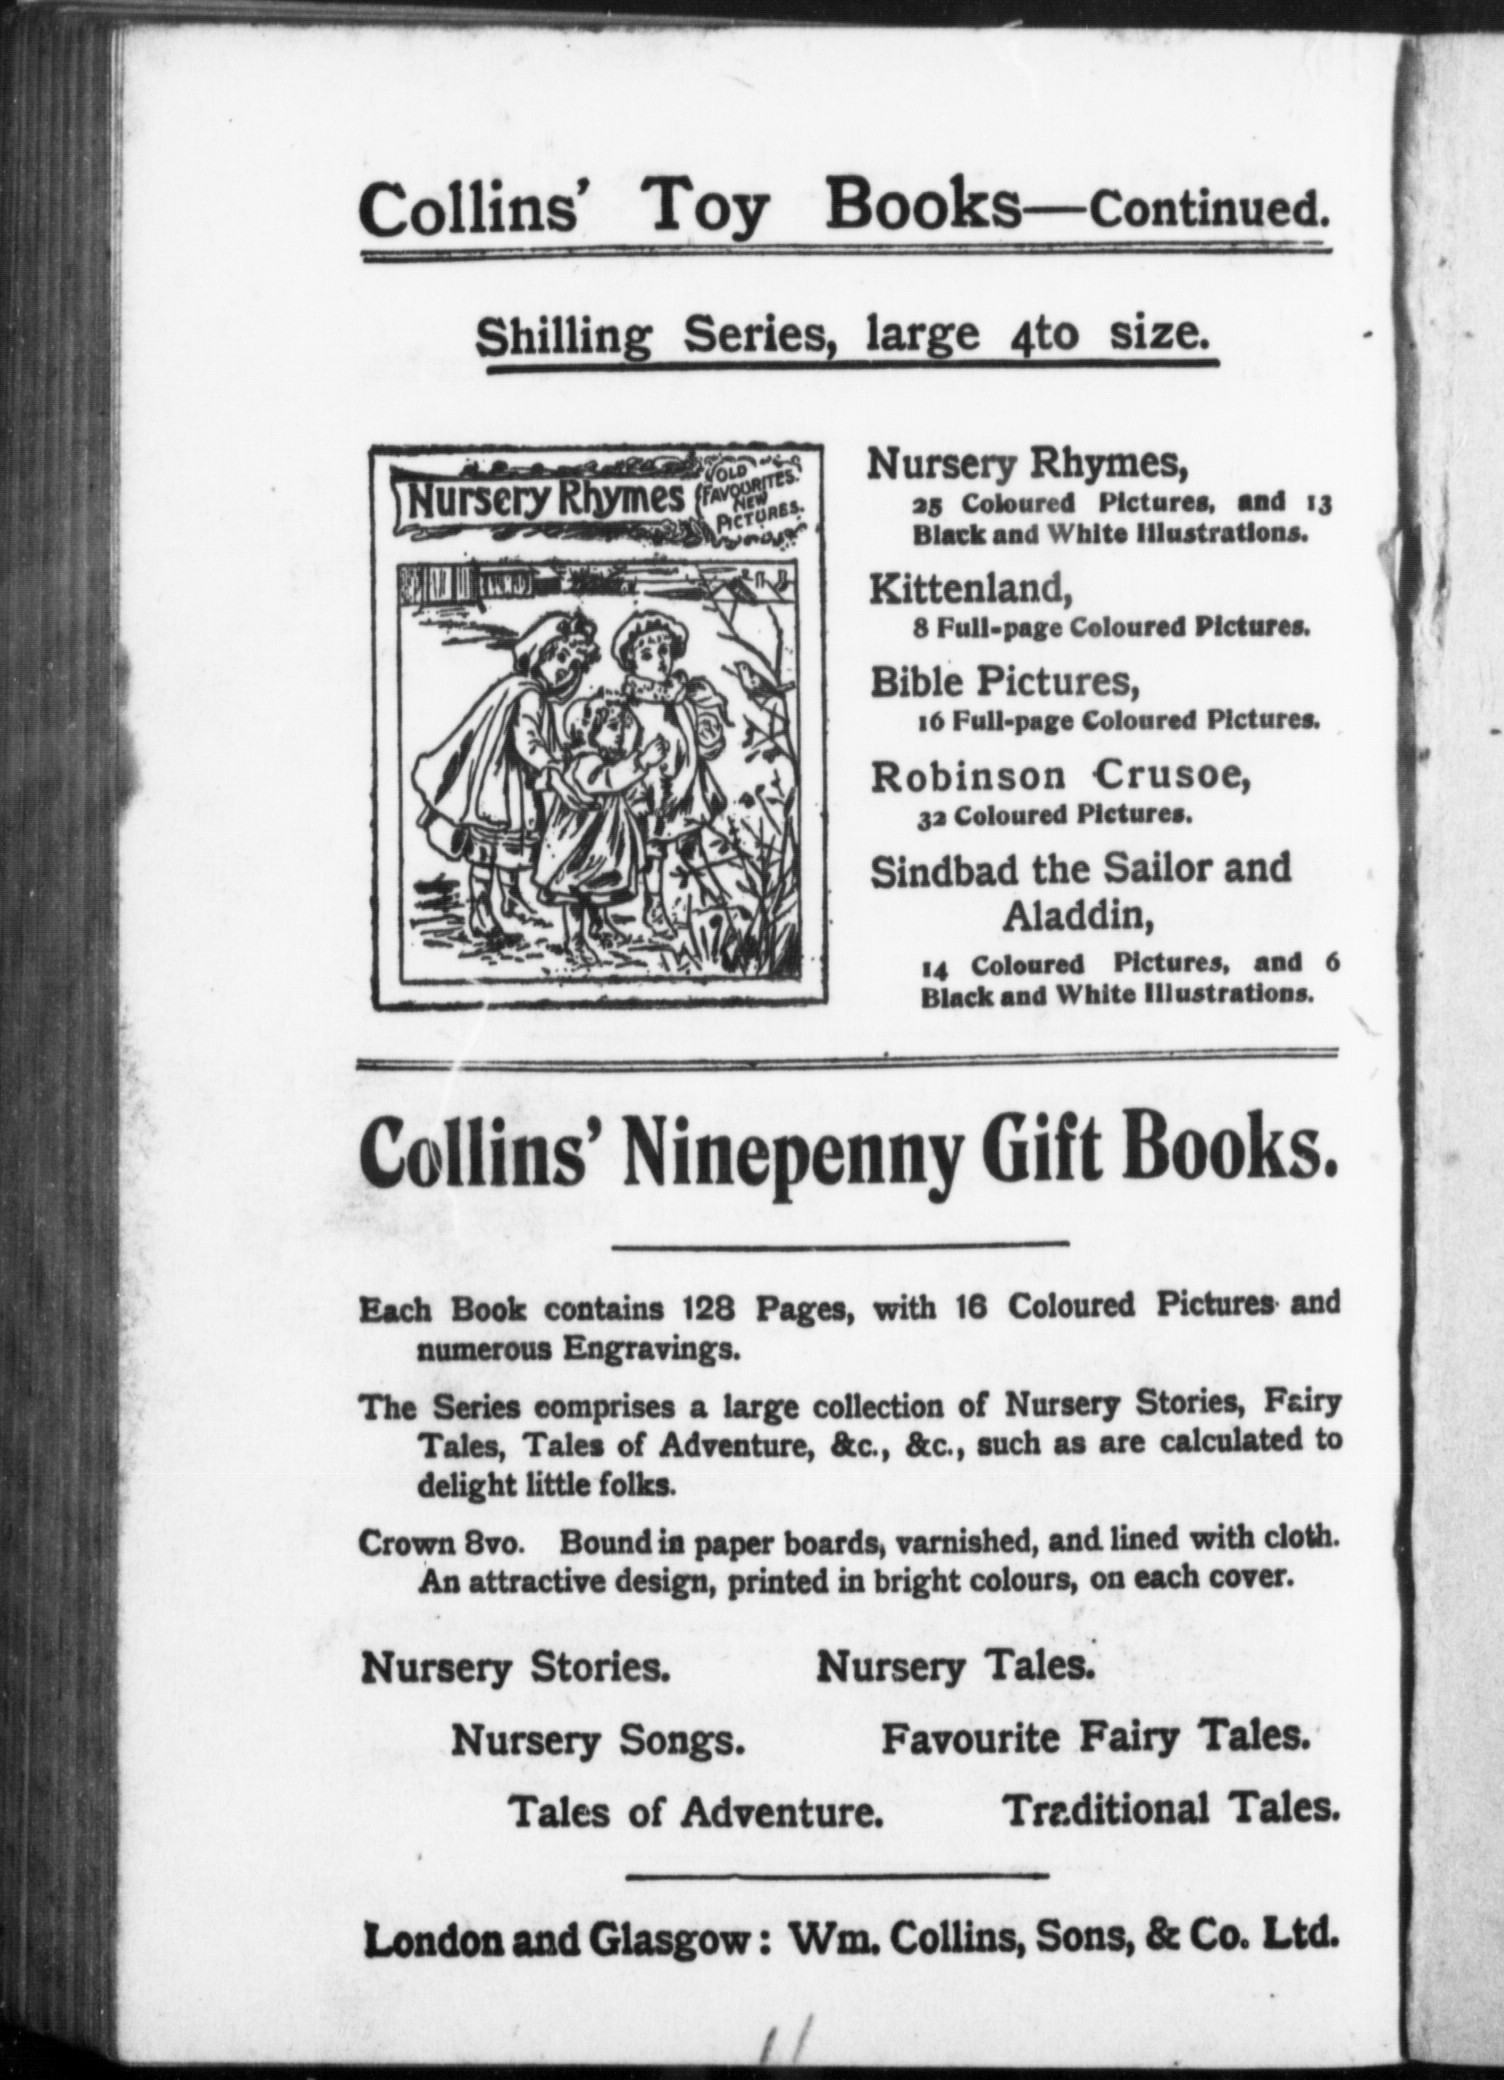 Collins' Toy Books—Continued.
Shilling Series, large 4to size.
Nursery Rhymes
OLD
FAVOURITES.
NEW
PICTURES.
Nursery Rhymes,
25 Coloured Pictures, and 13
Black and White Illustrations.
Kittenland,
8 Full-page Coloured Pictures.
Bible Pictures,
16 Full-page Coloured Pictures.
Robinson Crusoe,
32 Coloured Pictures.
Sindbad the Sailor and
Aladdin,
14 Coloured Pictures, and 6
Black and White Illustrations.
Collins' Ninepenny Gift Books.
Each Book contains 128 Pages, with 16 Coloured Pictures and
numerous Engravings.
The Series comprises a large collection of Nursery Stories, Fairy
Tales, Tales of Adventure, &c., &c., such as are calculated to
delight little folks.
Crown 8vo. Bound in paper boards, varnished, and lined with cloth.
An attractive design, printed in bright colours, on each cover.
Nursery Stories. Nursery Tales.
Nursery Songs. Favourite Fairy Tales.
Tales of Adventure. Traditional Tales.
London and Glasgow: Wm. Collins, Sons, & Co. Ltd.